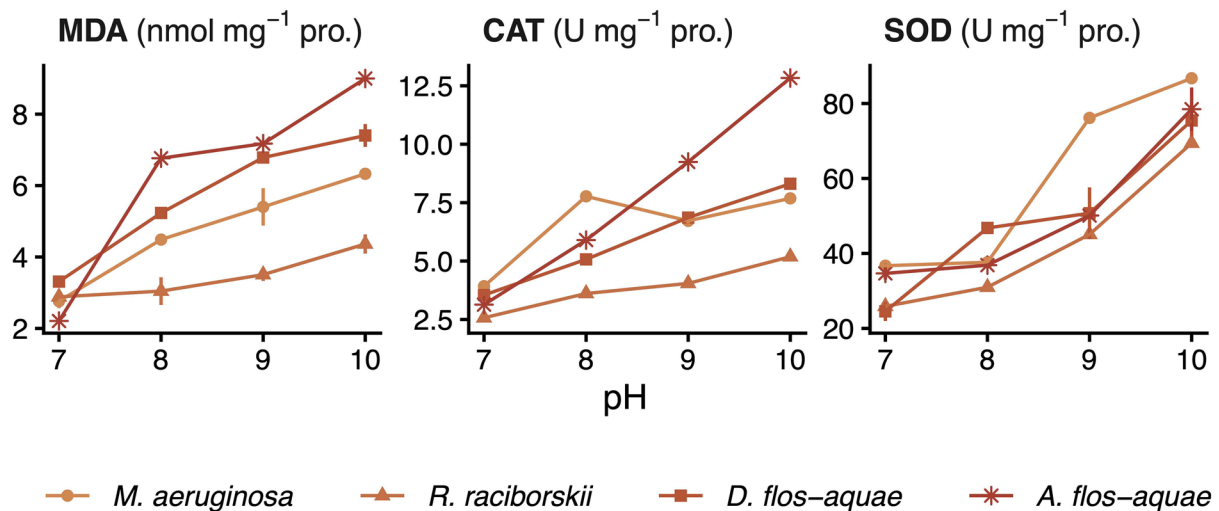 MDA (nmol mg⁻¹ pro.) CAT (U mg⁻¹ pro.) SOD (U mg⁻¹ pro.)
8
6
4
2
7 8 9 10
12.5
10.0
7.5
5.0
2.5
7 8 9 10
80
60
40
20
7 8 9 10
pH
M. aeruginosa R. raciborskii D. flos−aquae A. flos−aquae